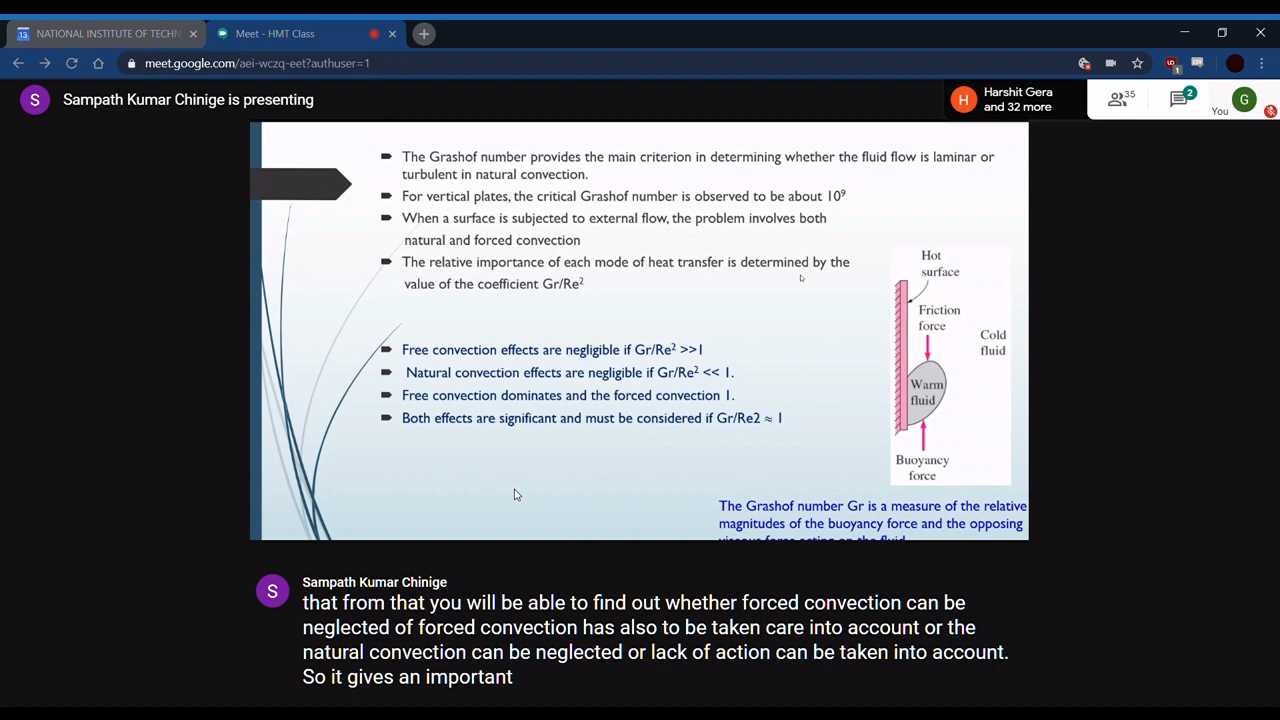 NATIONAL INSTITUTE OF TECHN
Meet - HMT Class
meet.google.com/aei-wczq-eet?authuser=1
S Sampath Kumar Chinige is presenting
H Harshit Gera
and 32 more
35
2
You G
The Grashof number provides the main criterion in determining whether the fluid flow is laminar or
turbulent in natural convection.
For vertical plates, the critical Grashof number is observed to be about 10⁹
When a surface is subjected to external flow, the problem involves both
natural and forced convection
The relative importance of each mode of heat transfer is determined by the
value of the coefficient Gr/Re²
Free convection effects are negligible if Gr/Re² >>1
Natural convection effects are negligible if Gr/Re² << 1.
Free convection dominates and the forced convection 1.
Both effects are significant and must be considered if Gr/Re2 ≈ 1
Hot
surface
Friction
force
Cold
fluid
Warm
fluid
Buoyancy
force
The Grashof number Gr is a measure of the relative
magnitudes of the buoyancy force and the opposing
viscous force acting on the fluid
S Sampath Kumar Chinige
that from that you will be able to find out whether forced convection can be
neglected of forced convection has also to be taken care into account or the
natural convection can be neglected or lack of action can be taken into account.
So it gives an important